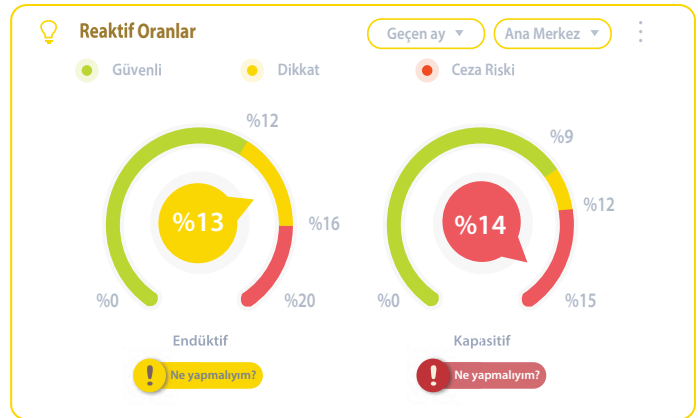 Reaktif Oranlar
Geçen ay
Ana Merkez
Güvenli
Dikkat
Ceza Riski
%12
%13
%16
%0
%20
Endüktif
Ne yapmalıyım?
%9
%14
%12
%0
%15
Kapasitif
Ne yapmalıyım?